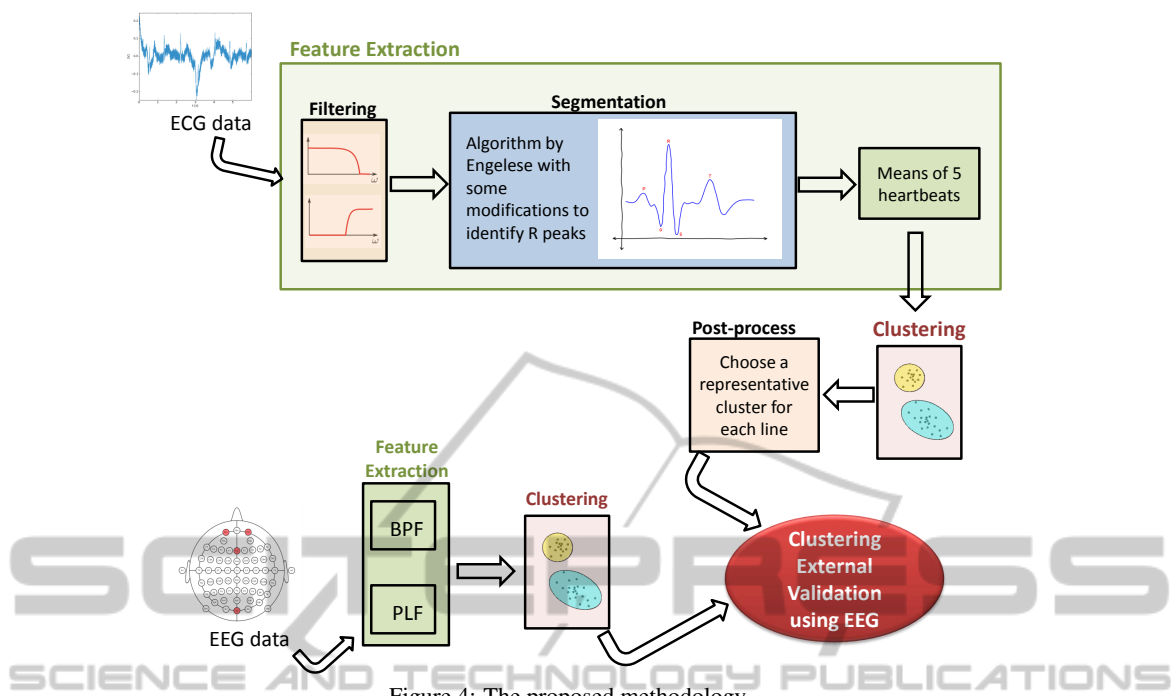 Feature Extraction
ECG data
Filtering
ω
ω
Segmentation
Algorithm by
Engelese with
some
modifications to
identify R peaks
P
R
Q
S
T
Means of 5
heartbeats
Clustering
Post-process
Choose a
representative
cluster for
each line
Feature
Extraction
BPF
PLF
EEG data
Clustering
Clustering
External
Validation
using EEG
SCITEPRESS
SCIENCE AND TECHNOLOGY PUBLICATIONS
Figure 4: The proposed methodology